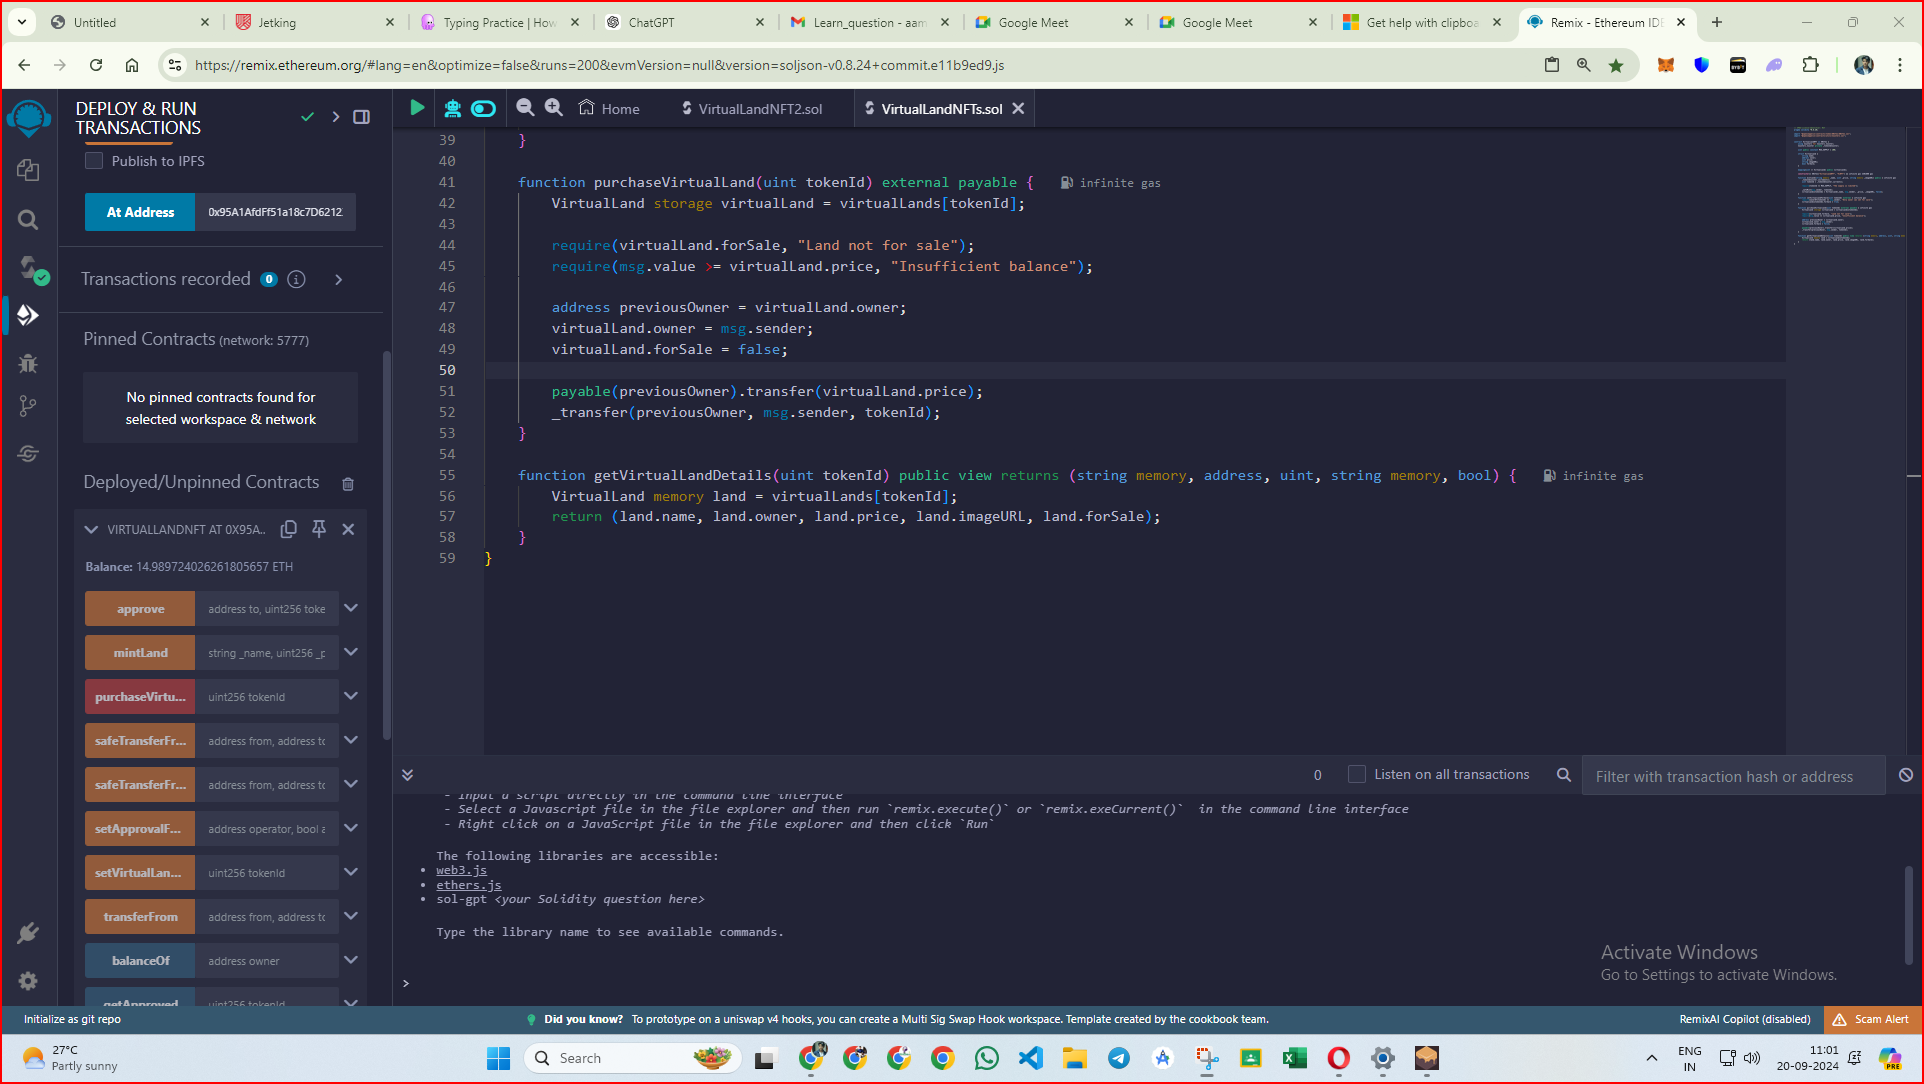 Untitled
Jetking
Typing Practice | How
ChatGPT
Learn_question - aam
Google Meet
Google Meet
Get help with clipboa
Remix - Ethereum IDE
https://remix.ethereum.org/#lang=en&optimize=false&runs=200&evmVersion=null&version=soljson-v0.8.24+commit.e11b9ed9.js
DEPLOY & RUN
TRANSACTIONS
Home
VirtualLandNFT2.sol
VirtualLandNFTs.sol
Publish to IPFS
At Address
0x95A1AfdFf51a18c7D6212
Transactions recorded 0 i
Pinned Contracts (network: 5777)
No pinned contracts found for
selected workspace & network
Deployed/Unpinned Contracts
VIRTUALLANDNFT AT 0X95A..
Balance: 14.989724026261805657 ETH
approve address to, uint256 toke
mintLand string _name, uint256 _p
purchaseVirtu... uint256 tokenId
safeTransferFr... address from, address to
safeTransferFr... address from, address to
setApprovalF... address operator, bool a
setVirtualLan... uint256 tokenId
transferFrom address from, address to
balanceOf address owner
getApproved uint256 tokenId
39 }
40
41 function purchaseVirtualLand(uint tokenId) external payable { infinite gas
42 VirtualLand storage virtualLand = virtualLands[tokenId];
43
44 require(virtualLand.forSale, "Land not for sale");
45 require(msg.value >= virtualLand.price, "Insufficient balance");
46
47 address previousOwner = virtualLand.owner;
48 virtualLand.owner = msg.sender;
49 virtualLand.forSale = false;
50
51 payable(previousOwner).transfer(virtualLand.price);
52 _transfer(previousOwner, msg.sender, tokenId);
53 }
54
55 function getVirtualLandDetails(uint tokenId) public view returns (string memory, address, uint, string memory, bool) { infinite gas
56 VirtualLand memory land = virtualLands[tokenId];
57 return (land.name, land.owner, land.price, land.imageURL, land.forSale);
58 }
59 }
0 Listen on all transactions Filter with transaction hash or address
- Input a script directly in the command line interface
- Select a Javascript file in the file explorer and then run `remix.execute()` or `remix.exeCurrent()` in the command line interface
- Right click on a JavaScript file in the file explorer and then click `Run`
The following libraries are accessible:
• web3.js
• ethers.js
• sol-gpt <your Solidity question here>
Type the library name to see available commands.
>
Activate Windows
Go to Settings to activate Windows.
Initialize as git repo
Did you know? To prototype on a uniswap v4 hooks, you can create a Multi Sig Swap Hook workspace. Template created by the cookbook team.
RemixAI Copilot (disabled)
Scam Alert
27°C
Partly sunny
Search
ENG
IN
11:01
20-09-2024
PRE